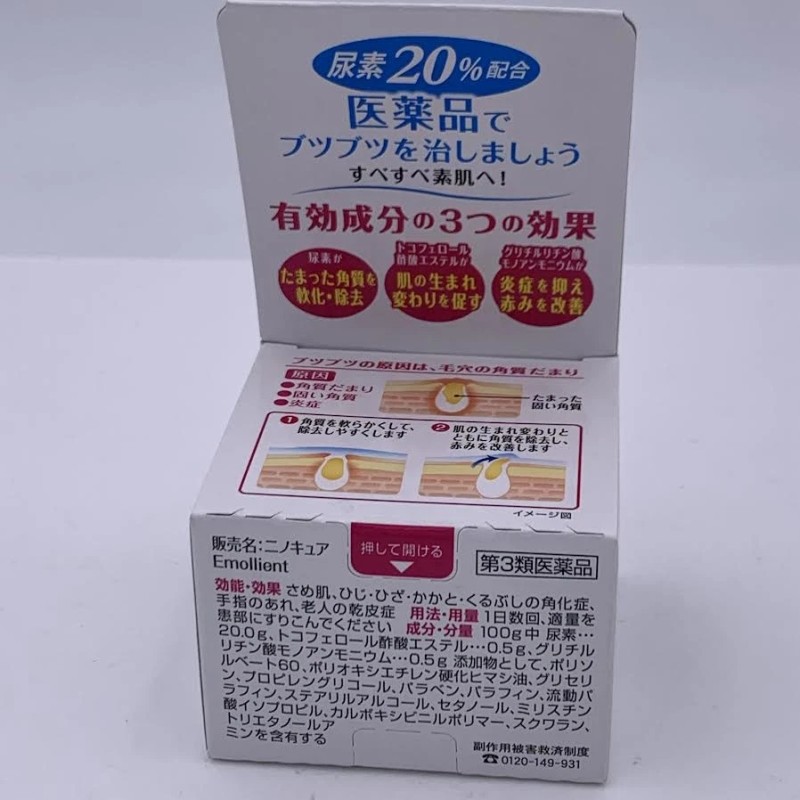 尿素20%配合
医薬品で
ブツブツを治しましょう
すべすべ素肌へ!
有効成分の3つの効果
尿素が
たまった角質を
軟化・除去
トコフェロール
酢酸エステルが
肌の生まれ
変わりを促す
グリチルリチン酸
モノアンモニウムが
炎症を抑え
赤みを改善
ブツブツの原因は、毛穴の角質だまり
原因
●角質だまり
●固い角質
●炎症
たまった
固い角質
1 角質を軟らかくして、
除去しやすくします
2 肌の生まれ変わりと
ともに角質を除去し、
赤みを改善します
イメージ図
販売名:ニノキュア
Emollient
押して開ける
第3類医薬品
効能・効果 さめ肌、ひじ・ひざ・かかと・くるぶしの角化症、
手指のあれ、老人の乾皮症 用法・用量 1日数回、適量を
患部にすりこんでください 成分・分量 100g中 尿素…
20.0g、トコフェロール酢酸エステル…0.5g、グリチル
リチン酸モノアンモニウム…0.5g 添加物として、ポリソ
ルベート60、ポリオキシエチレン硬化ヒマシ油、グリセリ
ン、プロピレングリコール、パラベン、パラフィン、流動パ
ラフィン、ステアリルアルコール、セタノール、ミリスチン
酸イソプロピル、カルボキシビニルポリマー、スクワラン、
トリエタノールア
ミンを含有する
副作用被害救済制度
☎0120-149-931